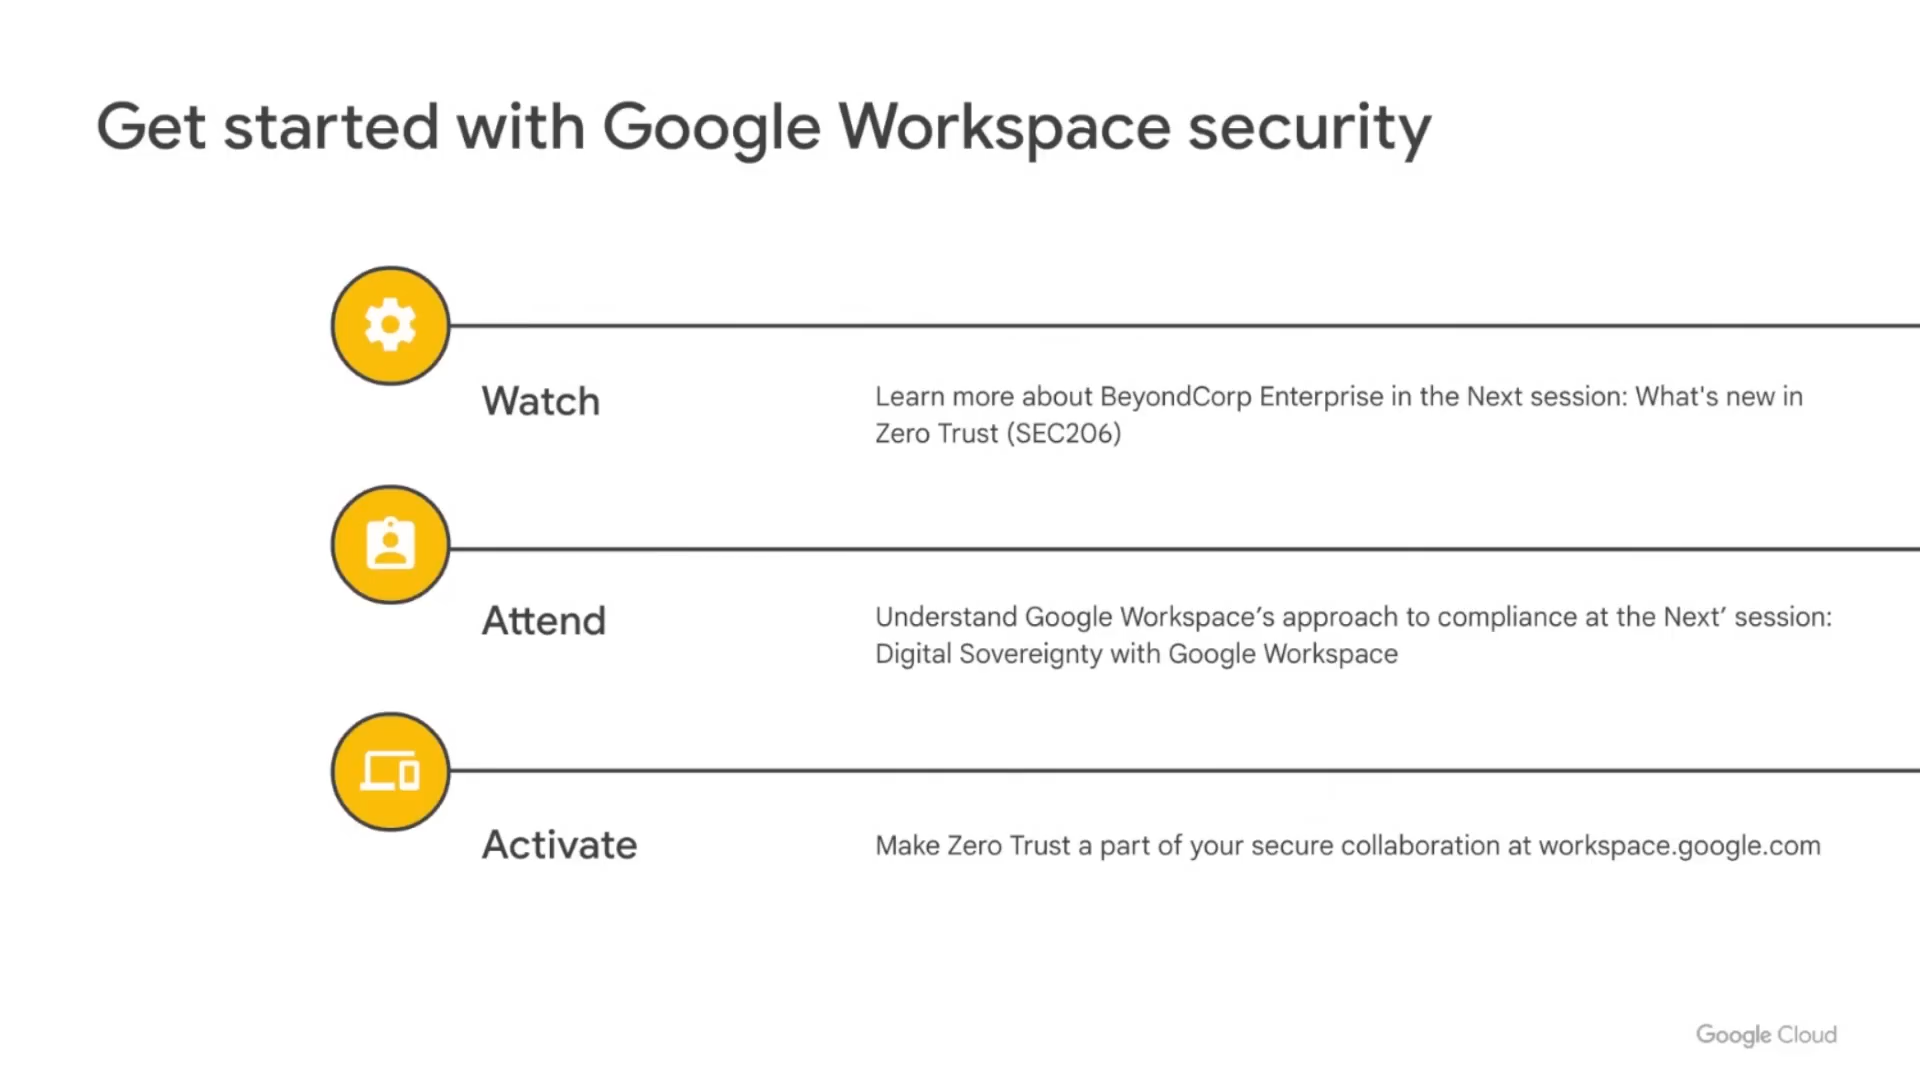 Get started with Google Workspace security
Watch
Learn more about BeyondCorp Enterprise in the Next session: What's new in
Zero Trust (SEC206)
Attend
Understand Google Workspace’s approach to compliance at the Next’ session:
Digital Sovereignty with Google Workspace
Activate
Make Zero Trust a part of your secure collaboration at workspace.google.com
Google Cloud